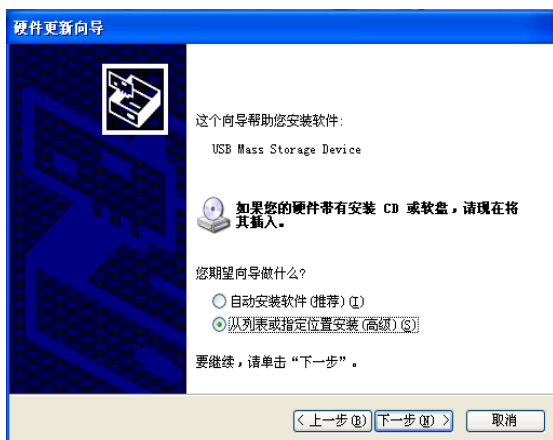 硬件更新向导
这个向导帮助您安装软件:
USB Mass Storage Device
如果您的硬件带有安装 CD 或软盘，请现在将
其插入。
您期望向导做什么?
自动安装软件(推荐)(I)
从列表或指定位置安装(高级)(S)
要继续，请单击“下一步”。
< 上一步(B) 下一步(N) > 取消